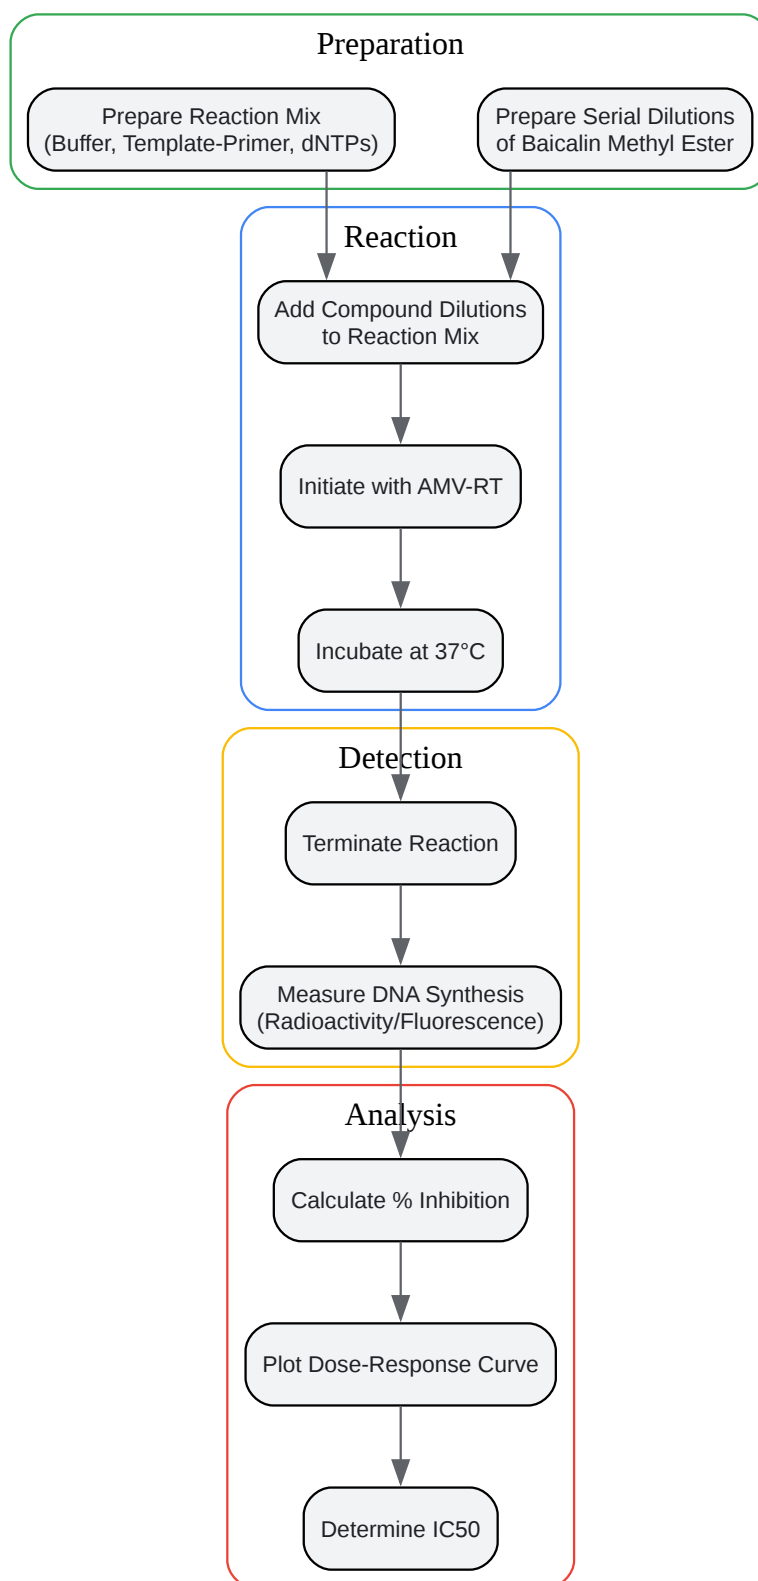 Preparation
Prepare Reaction Mix
(Buffer, Template-Primer, dNTPs)
Prepare Serial Dilutions
of Baicalin Methyl Ester
Reaction
Add Compound Dilutions
to Reaction Mix
Initiate with AMV-RT
Incubate at 37°C
Detection
Terminate Reaction
Measure DNA Synthesis
(Radioactivity/Fluorescence)
Analysis
Calculate % Inhibition
Plot Dose-Response Curve
Determine IC50